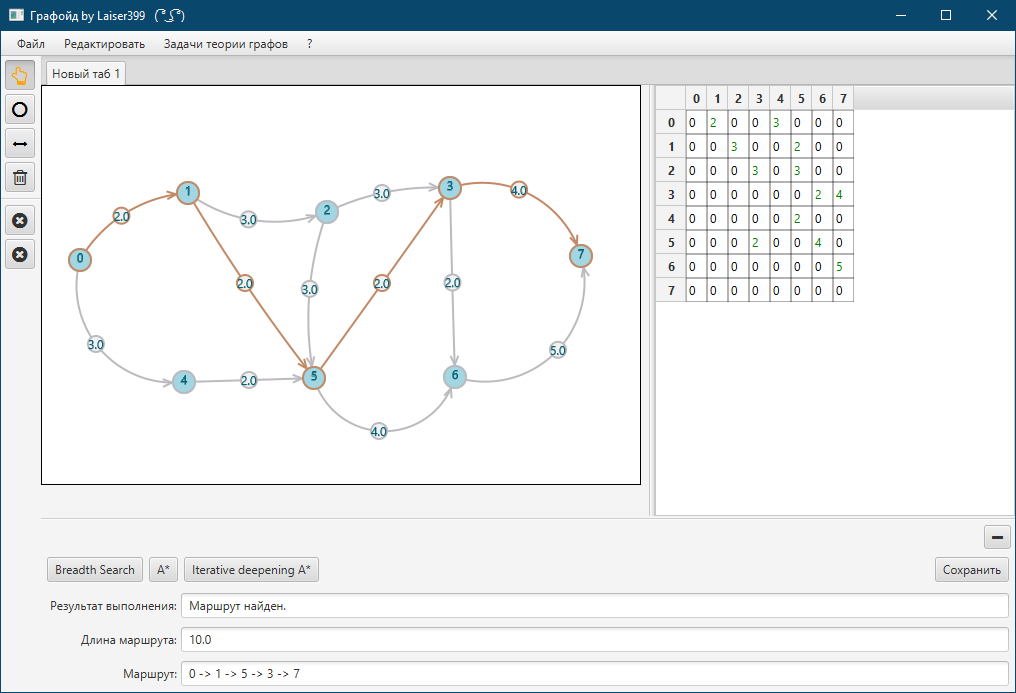 Графойд by Laiser399 ( ͡° ͜ʖ ͡°)
Файл Редактировать Задачи теории графов ?
Новый таб 1
0 1 2 3 4 5 6 7
0 0 2 0 0 3 0 0 0
1 0 0 3 0 0 2 0 0
2 0 0 0 3 0 3 0 0
3 0 0 0 0 0 0 2 4
4 0 0 0 0 0 2 0 0
5 0 0 0 2 0 0 4 0
6 0 0 0 0 0 0 0 5
7 0 0 0 0 0 0 0 0
1
3
4.0
3.0
2
2.0
3.0
0
7
2.0
3.0
2.0
2.0
3.0
5.0
4
2.0
5
6
4.0
Breadth Search A* Iterative deepening A* Сохранить
Результат выполнения: Маршрут найден.
Длина маршрута: 10.0
Маршрут: 0 -> 1 -> 5 -> 3 -> 7